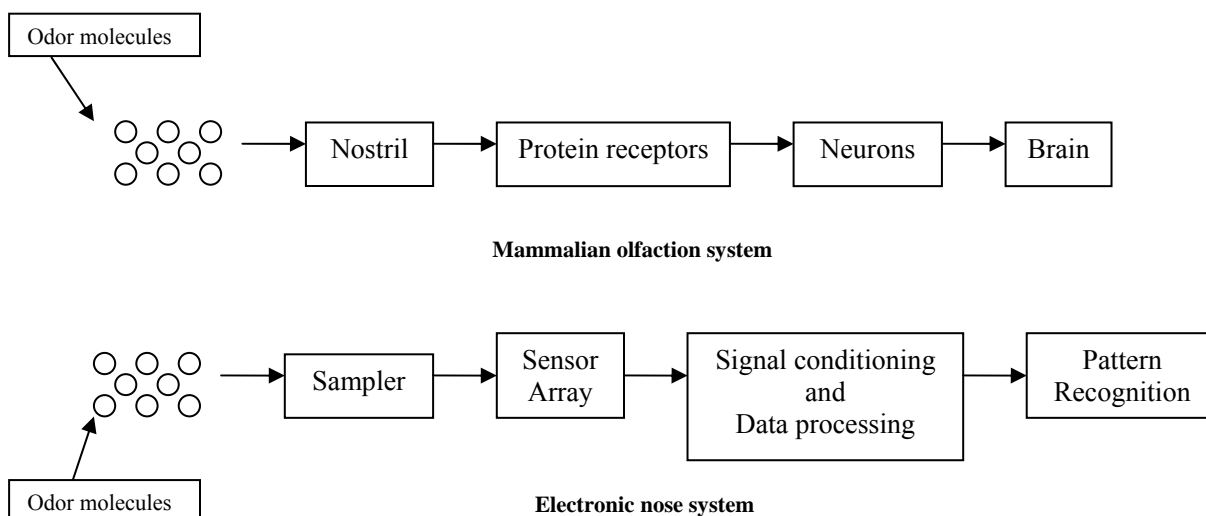 Odor molecules
Nostril
Protein receptors
Neurons
Brain
Mammalian olfaction system
Sampler
Sensor
Array
Signal conditioning
and
Data processing
Pattern
Recognition
Odor molecules
Electronic nose system